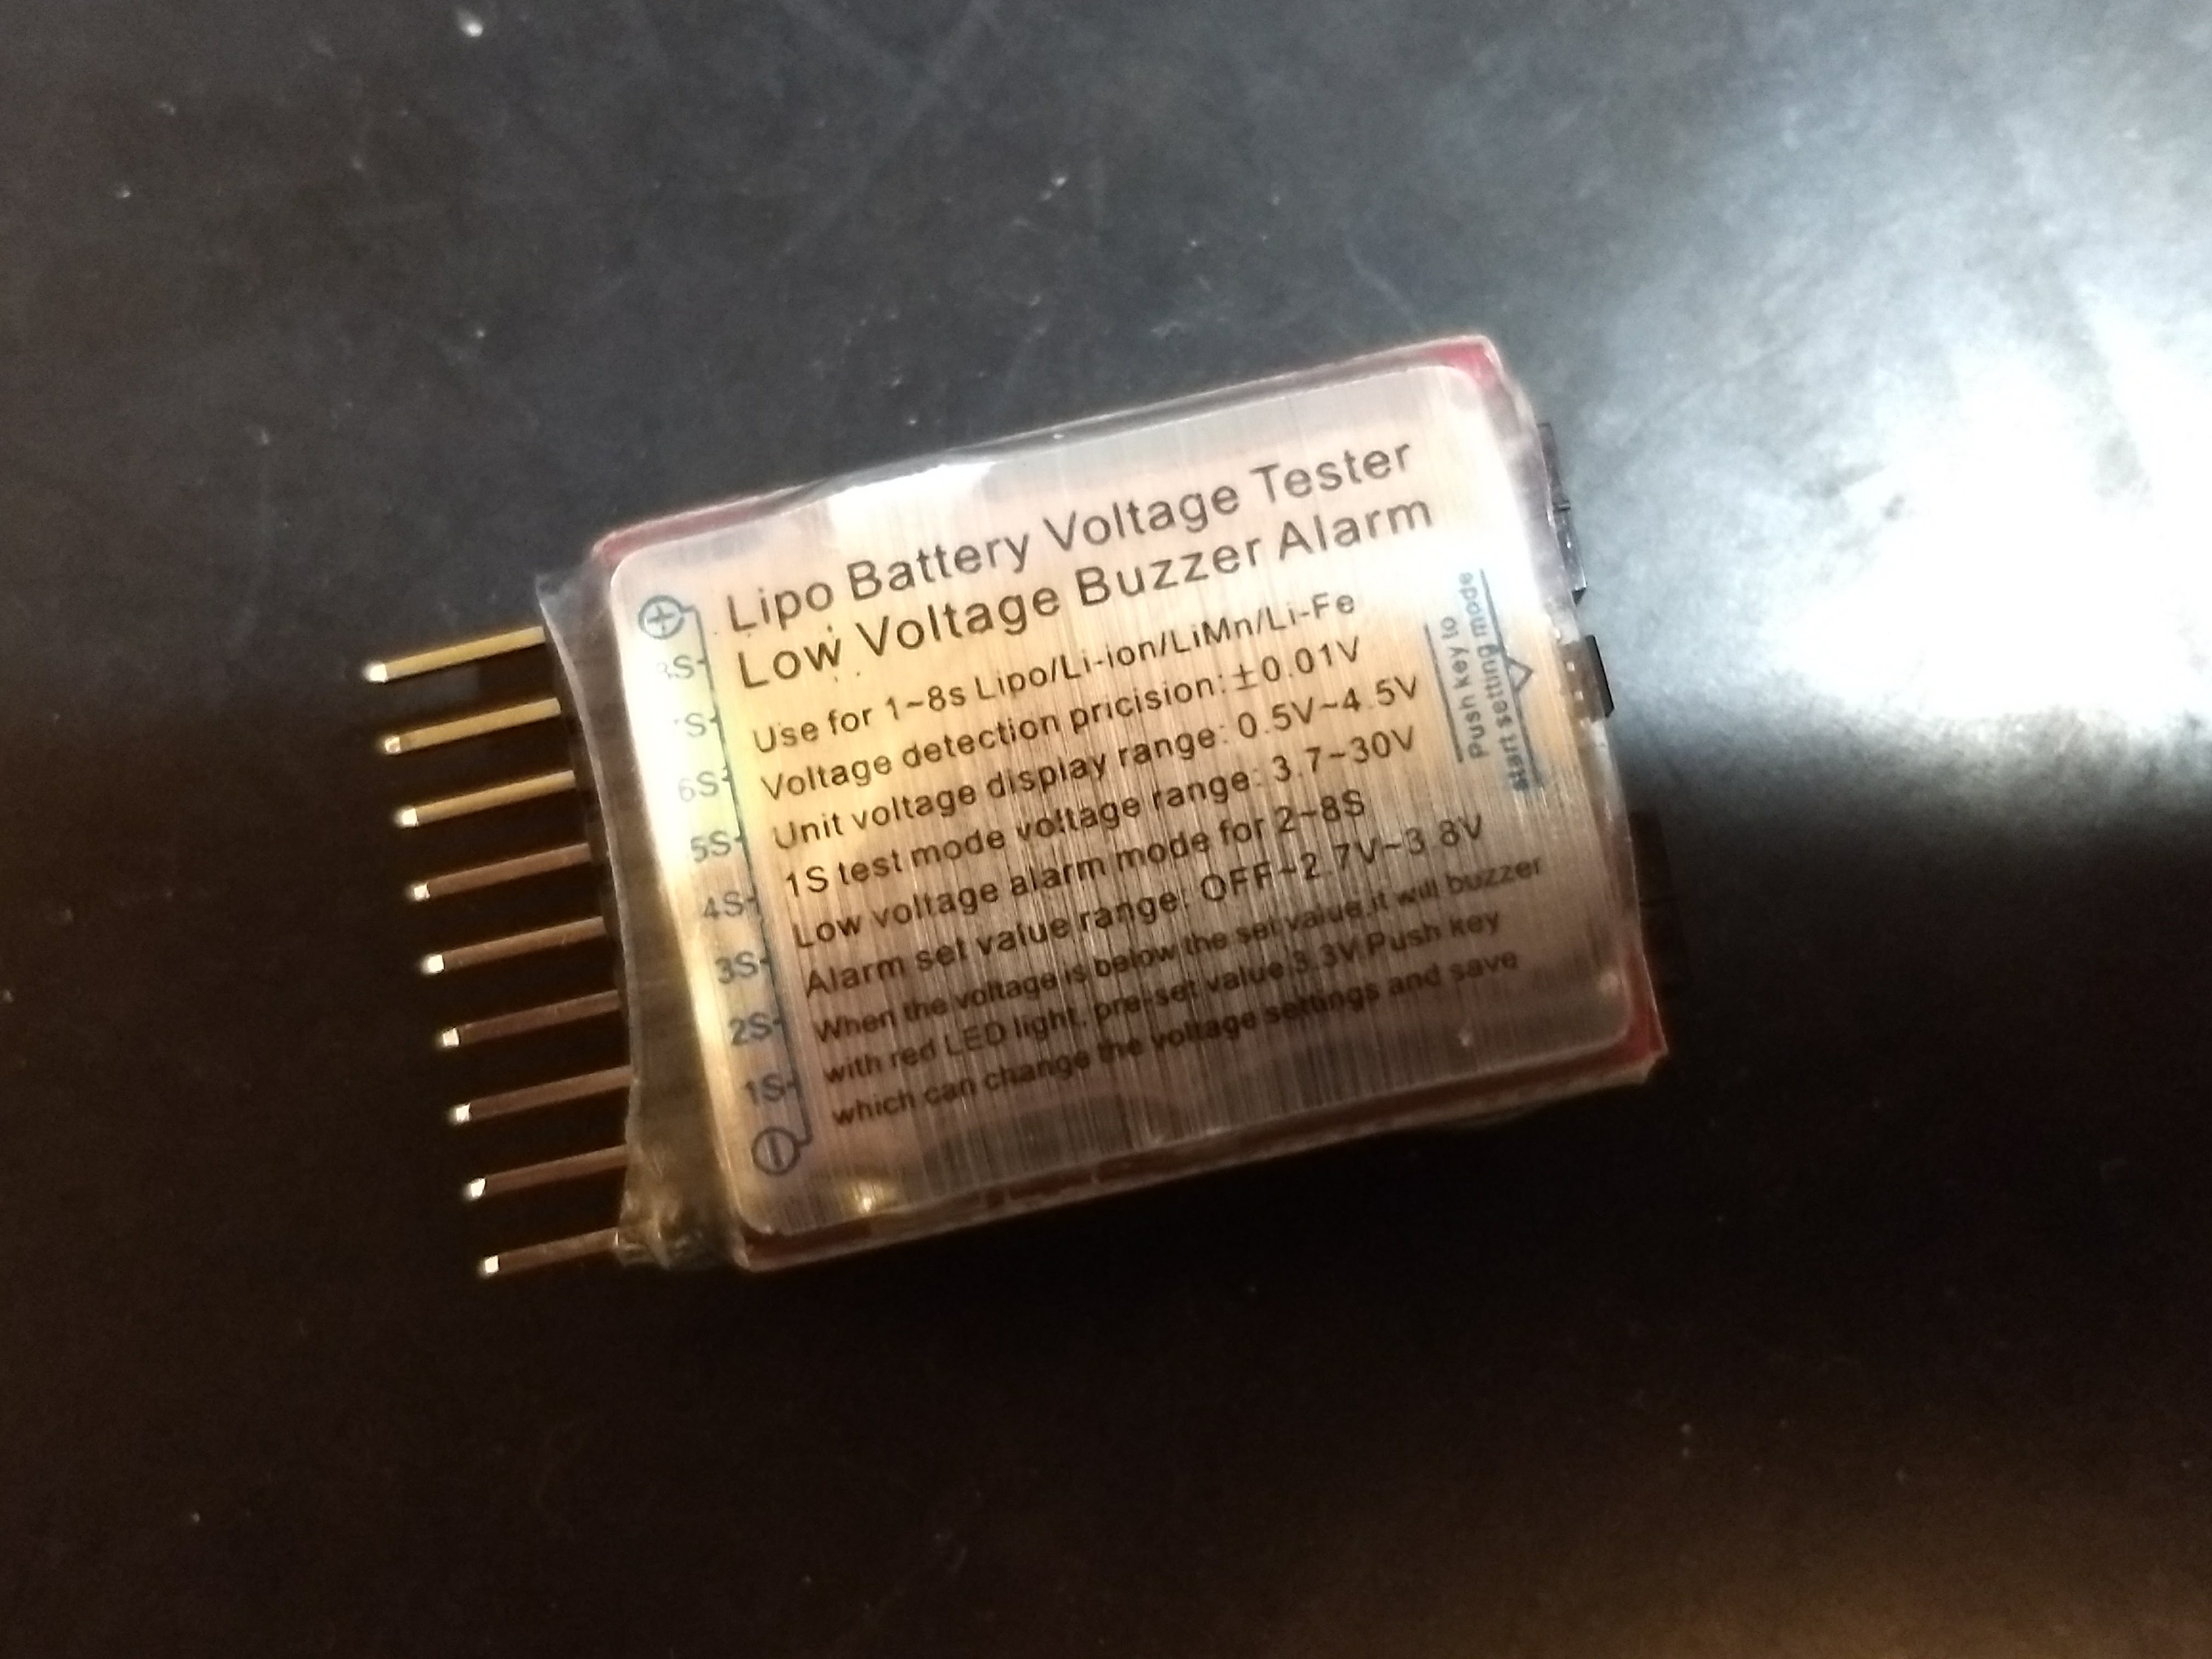 Lipo Battery Voltage Tester
Low Voltage Buzzer Alarm
Use for 1~8s Lipo/Li-ion/LiMn/Li-Fe
Voltage detection pricision:±0.01V
Unit voltage display range: 0.5V~4.5V
1S test mode voltage range: 3.7~30V
Low voltage alarm mode for 2~8S
Alarm set value range: OFF~2.7V~3.8V
When the voltage is below the set value,it will buzzer
with red LED light, pre-set value 3.3V,Push key
which can change the voltage settings and save
Push key to
start setting mode
8S
S
6S
5S
4S
3S
2S
1S